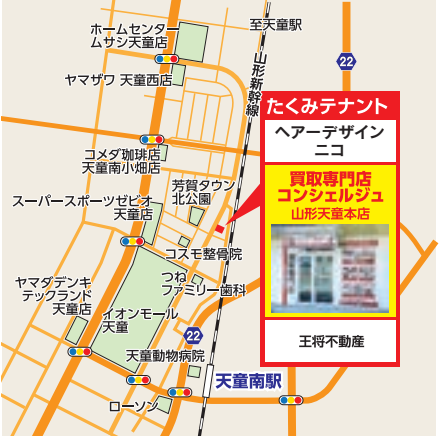 ホームセンター
ムサシ天童店
至天童駅
ヤマザワ 天童西店
山形新幹線
22
コメダ珈琲店
天童南小畑店
芳賀タウン
北公園
スーパースポーツゼビオ
天童店
コスモ整骨院
つね
ファミリー歯科
ヤマダデンキ
テックランド
天童店
イオンモール
天童
22
天童動物病院
天童南駅
ローソン
たくみテナント
ヘアーデザイン
ニコ
買取専門店
コンシェルジュ
山形天童本店
王将不動産